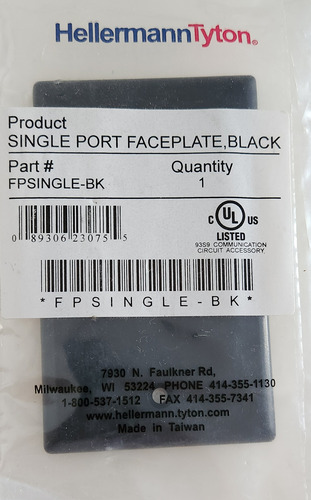 HellermannTyton®
Product
SINGLE PORT FACEPLATE,BLACK
Part # Quantity
FPSINGLE-BK 1
C UL US
LISTED
0 89306 23075 5
93S9 COMMUNICATION
CIRCUIT ACCESSORY
*FPSINGLE-BK*
7930 N. Faulkner Rd,
Milwaukee, WI 53224 PHONE 414-355-1130
1-800-537-1512 FAX 414-355-7341
www.hellermann.tyton.com
Made in Taiwan